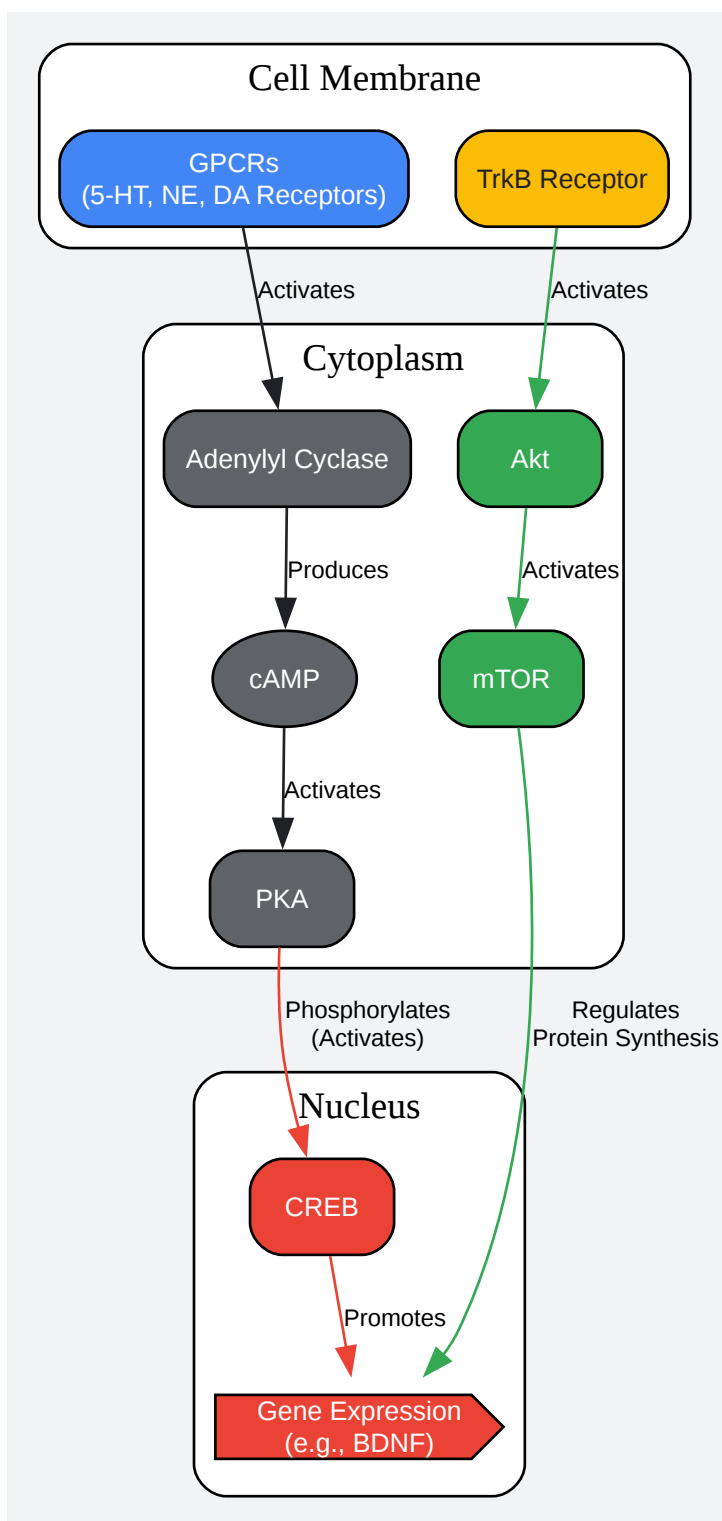 Cell Membrane
GPCRs
(5-HT, NE, DA Receptors)
TrkB Receptor
Activates
Activates
Cytoplasm
Adenylyl Cyclase
Akt
Produces
Activates
cAMP
mTOR
Activates
PKA
Phosphorylates
(Activates)
Regulates
Protein Synthesis
Nucleus
CREB
Promotes
Gene Expression
(e.g., BDNF)